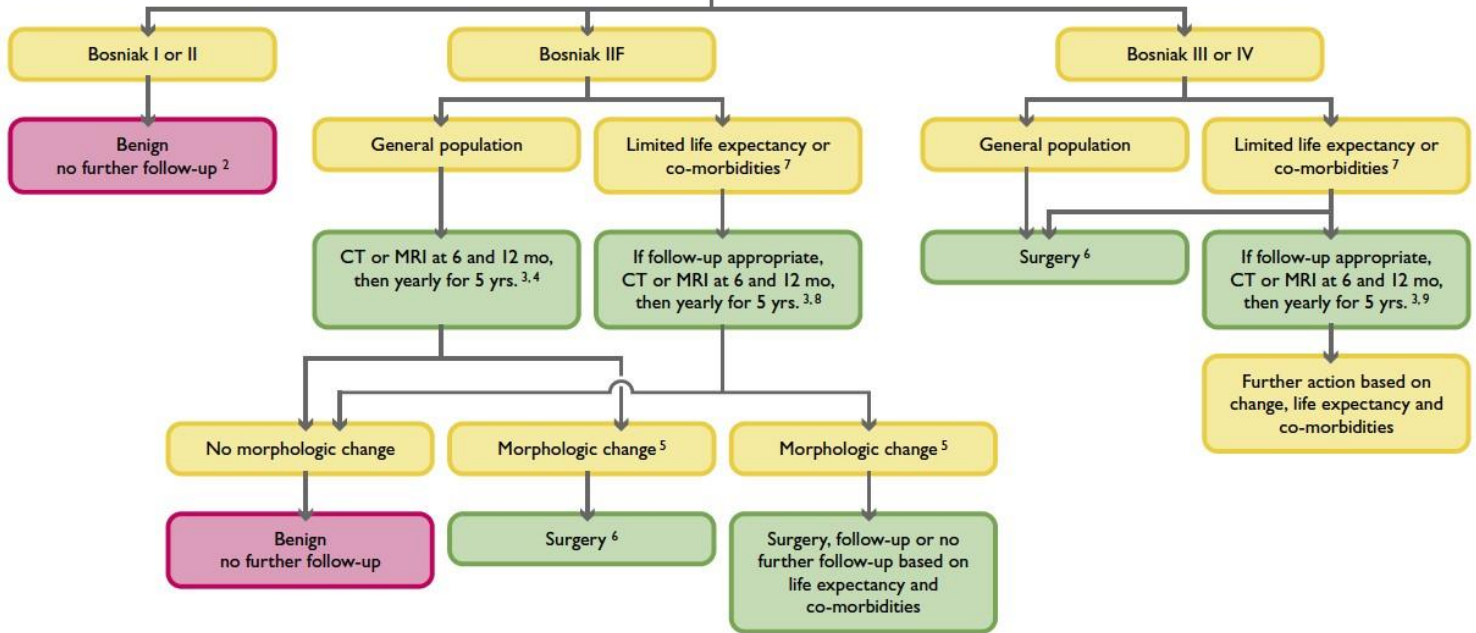 Bosniak I or II
Bosniak IIF
Bosniak III or IV
Benign
no further follow-up 2
General population
Limited life expectancy or
co-morbidities 7
General population
Limited life expectancy or
co-morbidities 7
CT or MRI at 6 and 12 mo,
then yearly for 5 yrs. 3, 4
If follow-up appropriate,
CT or MRI at 6 and 12 mo,
then yearly for 5 yrs. 3, 8
Surgery 6
If follow-up appropriate,
CT or MRI at 6 and 12 mo,
then yearly for 5 yrs. 3, 9
Further action based on
change, life expectancy and
co-morbidities
No morphologic change
Morphologic change 5
Morphologic change 5
Benign
no further follow-up
Surgery 6
Surgery, follow-up or no
further follow-up based on
life expectancy and
co-morbidities